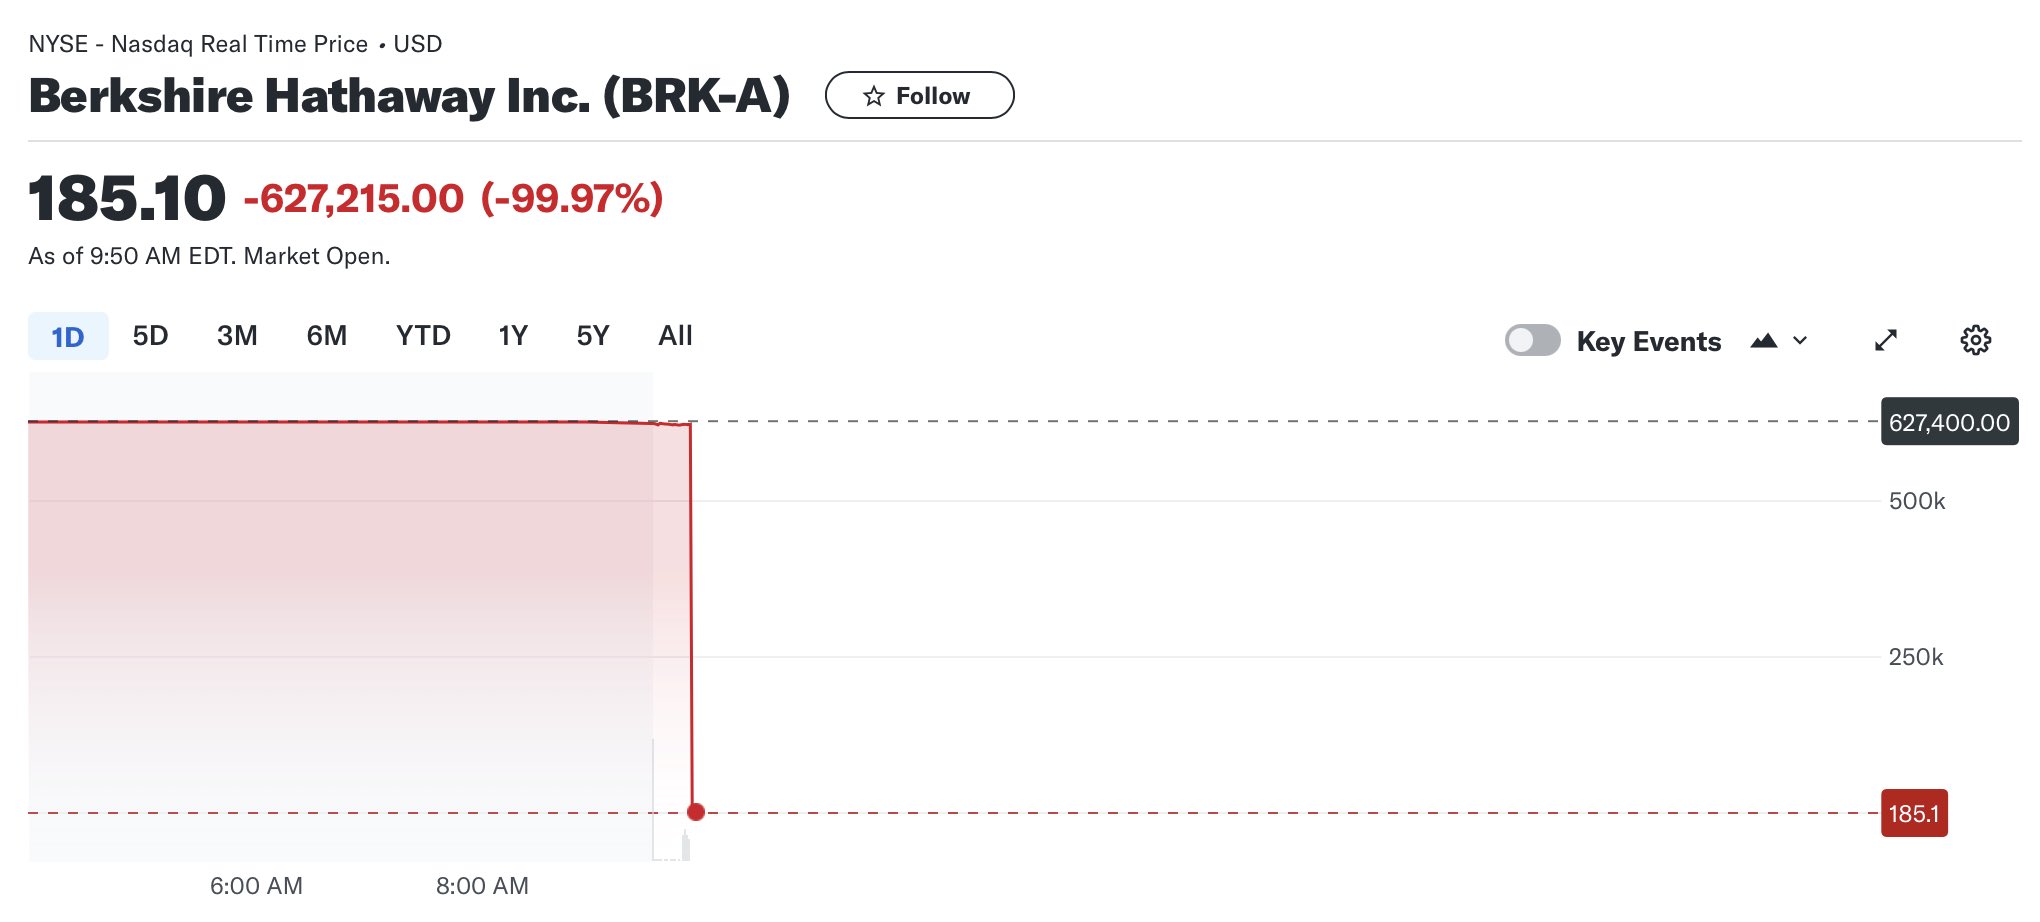 NYSE - Nasdaq Real Time Price • USD
Berkshire Hathaway Inc. (BRK-A)
Follow
185.10 -627,215.00 (-99.97%)
As of 9:50 AM EDT. Market Open.
1D 5D 3M 6M YTD 1Y 5Y All
Key Events
627,400.00
500k
250k
185.1
6:00 AM 8:00 AM